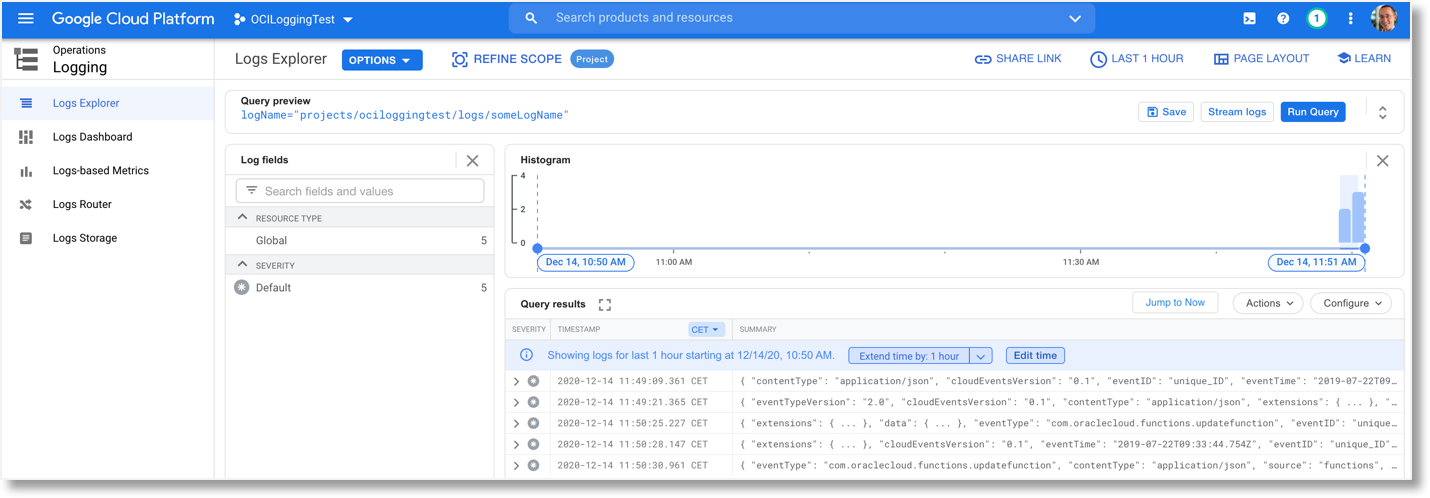 Google Cloud Platform OCILoggingTest Search products and resources 1
Operations
Logging
Logs Explorer OPTIONS REFINE SCOPE Project SHARE LINK LAST 1 HOUR PAGE LAYOUT LEARN
Logs Explorer
Logs Dashboard
Logs-based Metrics
Logs Router
Logs Storage
Query preview
logName="projects/ociloggingtest/logs/someLogName"
Save Stream logs Run Query
Log fields
Search fields and values
RESOURCE TYPE
Global 5
SEVERITY
Default 5
Histogram
4
2
0
Dec 14, 10:50 AM 11:00 AM 11:30 AM Dec 14, 11:51 AM
Query results Jump to Now Actions Configure
SEVERITY TIMESTAMP CET SUMMARY
Showing logs for last 1 hour starting at 12/14/20, 10:50 AM. Extend time by: 1 hour Edit time
2020-12-14 11:49:09.361 CET { "contentType": "application/json", "cloudEventsVersion": "0.1", "eventID": "unique_ID", "eventTime": "2019-07-22T09…
2020-12-14 11:49:21.365 CET { "eventTypeVersion": "2.0", "cloudEventsVersion": "0.1", "contentType": "application/json", "extensions": { ... }, "…
2020-12-14 11:50:25.227 CET { "extensions": { ... }, "data": { ... }, "eventType": "com.oraclecloud.functions.updatefunction", "eventID": "unique…
2020-12-14 11:50:28.147 CET { "extensions": { ... }, "cloudEventsVersion": "0.1", "eventTime": "2019-07-22T09:33:44.754Z", "eventID": "unique_ID"…
2020-12-14 11:50:30.961 CET { "eventType": "com.oraclecloud.functions.updatefunction", "contentType": "application/json", "source": "functions", …